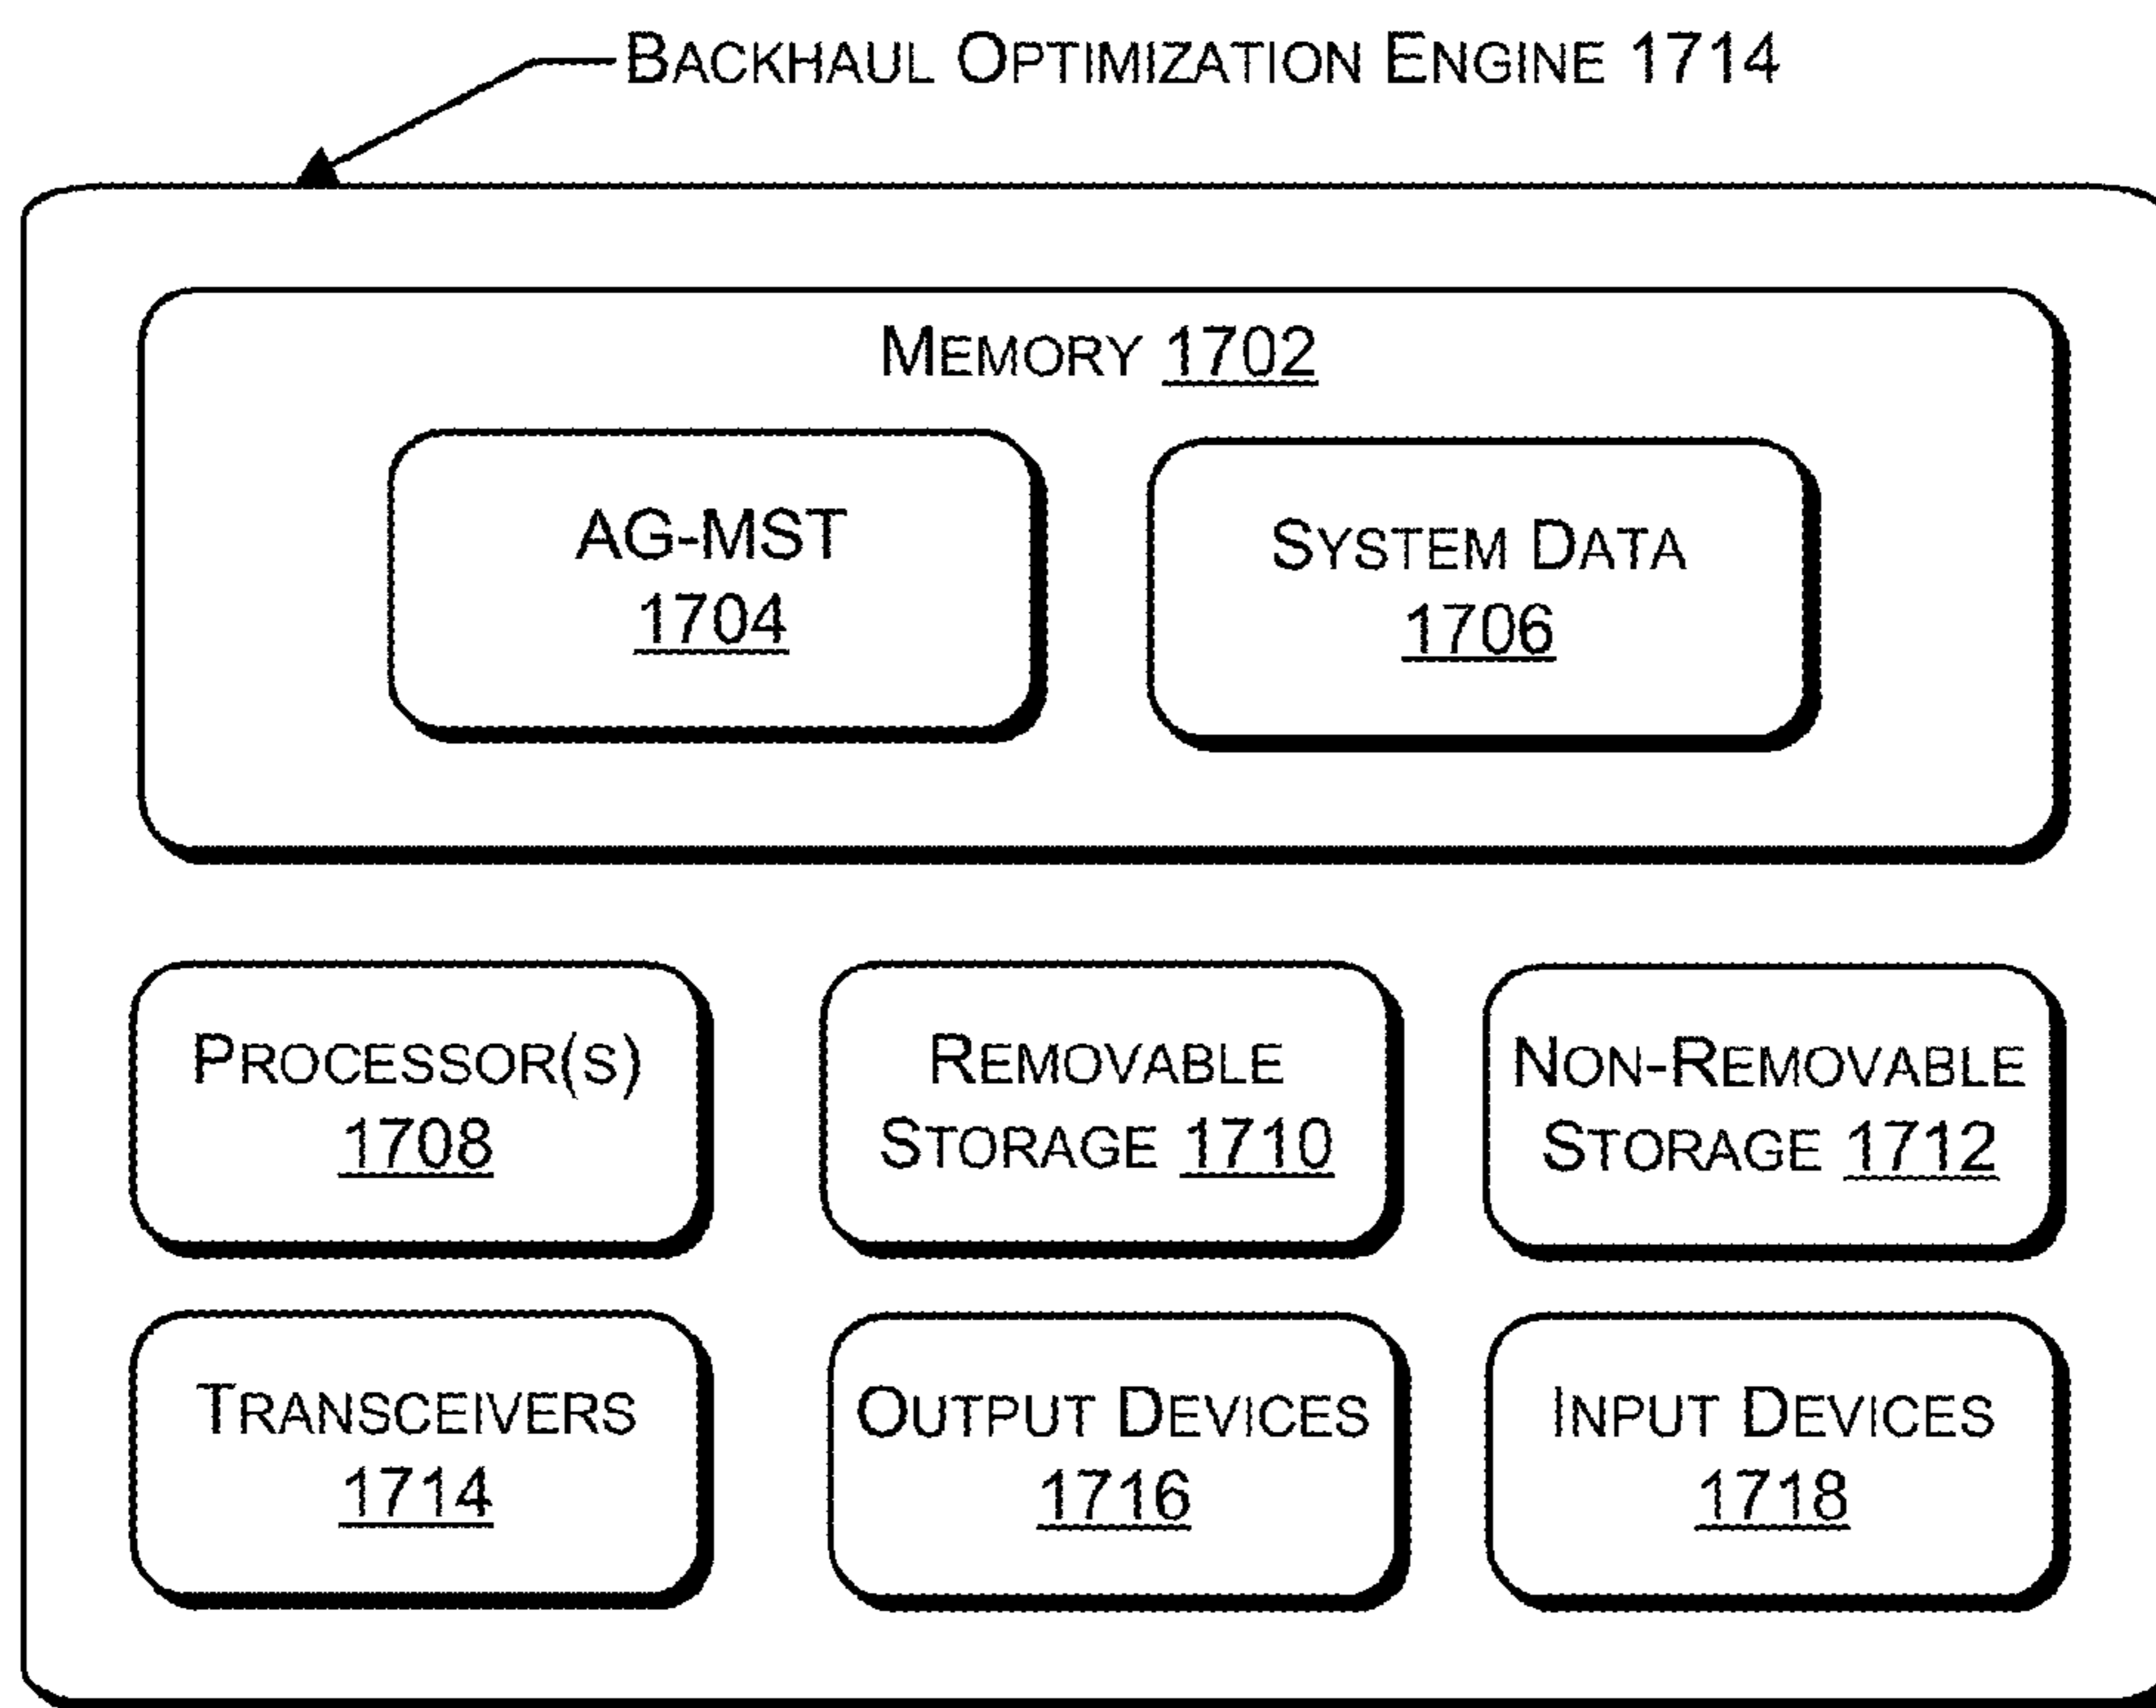 BACKHAUL OPTIMIZATION ENGINE 1714
MEMORY 1702
AG-MST
1704
SYSTEM DATA
1706
PROCESSOR(S)
1708
REMOVABLE
STORAGE 1710
NON-REMOVABLE
STORAGE 1712
TRANSCEIVERS
1714
OUTPUT DEVICES
1716
INPUT DEVICES
1718